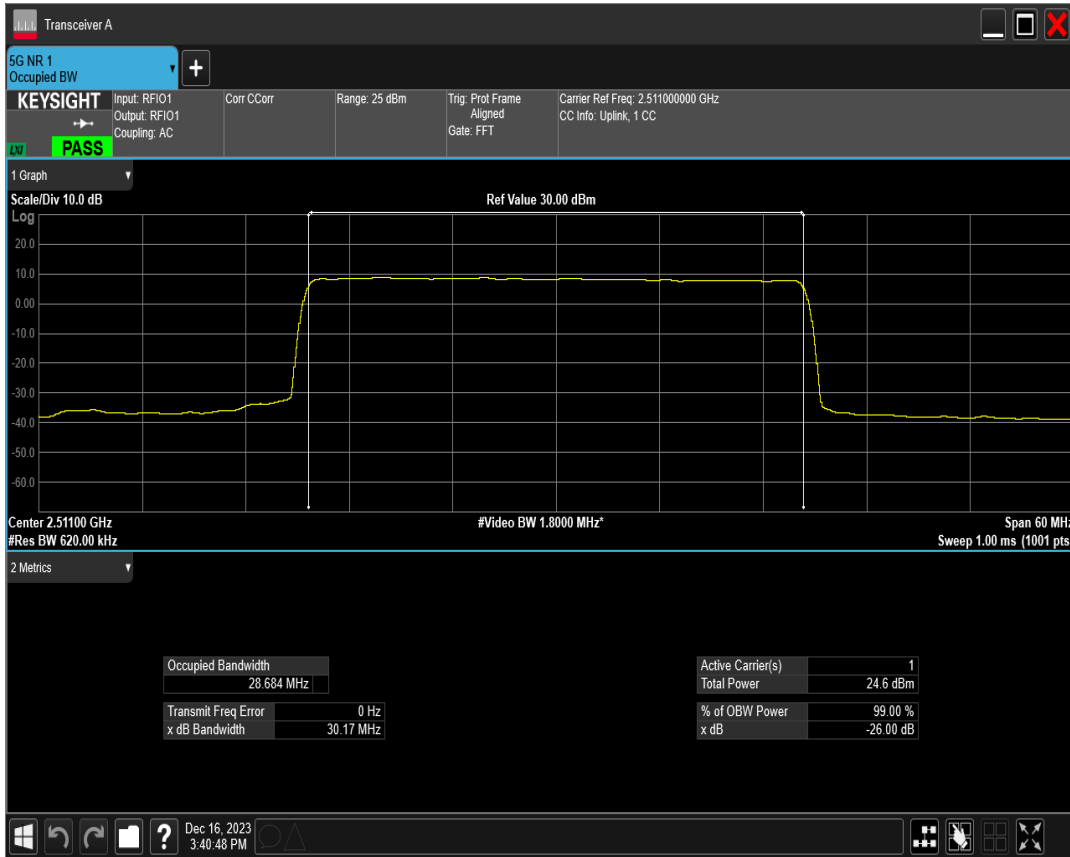 Transceiver A
5G NR 1
Occupied BW
+
KEYSIGHT
LXI
PASS
Input: RFIO1
Output: RFIO1
Coupling: AC
Corr CCorr
Range: 25 dBm
Trig: Prot Frame
Aligned
Gate: FFT
Carrier Ref Freq: 2.511000000 GHz
CC Info: Uplink, 1 CC
1 Graph
Scale/Div 10.0 dB
Ref Value 30.00 dBm
Log
20.0
10.0
0.00
-10.0
-20.0
-30.0
-40.0
-50.0
-60.0
Center 2.51100 GHz
#Video BW 1.8000 MHz*
Span 60 MHz
#Res BW 620.00 kHz
Sweep 1.00 ms (1001 pts
2 Metrics
Occupied Bandwidth
28.684 MHz
Transmit Freq Error 0 Hz
x dB Bandwidth 30.17 MHz
Active Carrier(s) 1
Total Power 24.6 dBm
% of OBW Power 99.00 %
x dB -26.00 dB
?
Dec 16, 2023
3:40:48 PM